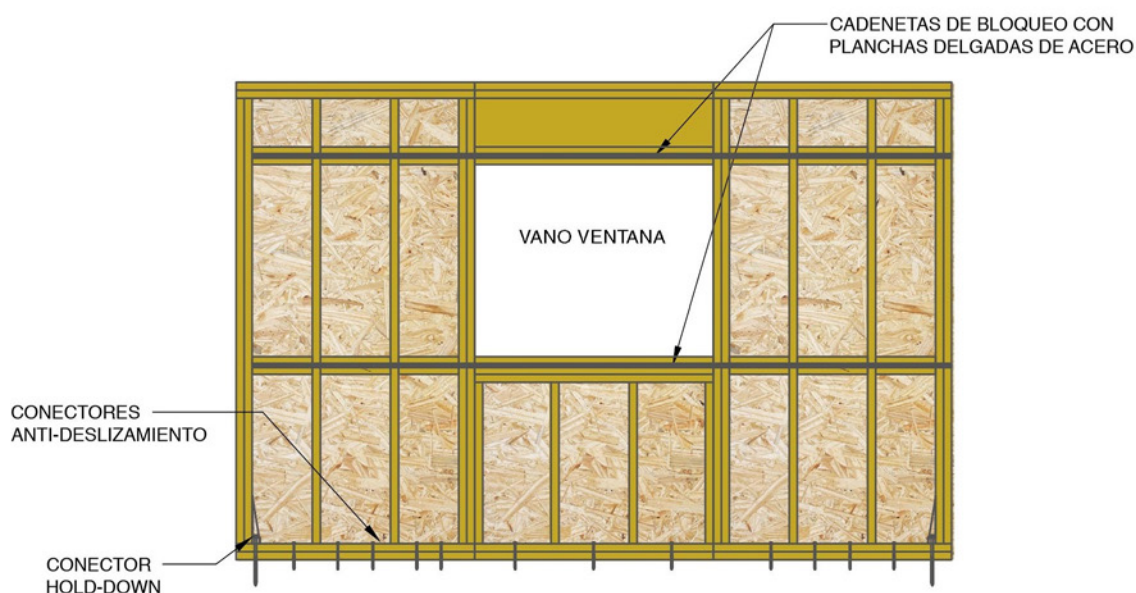 CADENETAS DE BLOQUEO CON
PLANCHAS DELGADAS DE ACERO
VANO VENTANA
CONECTORES
ANTI-DESLIZAMIENTO
CONECTOR
HOLD-DOWN